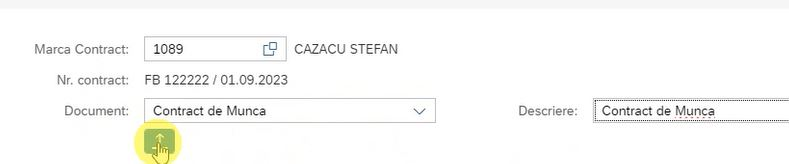 Marca Contract: 1089 CAZACU STEFAN
Nr. contract: FB 122222 / 01.09.2023
Document: Contract de Munca Descriere: Contract de Munca